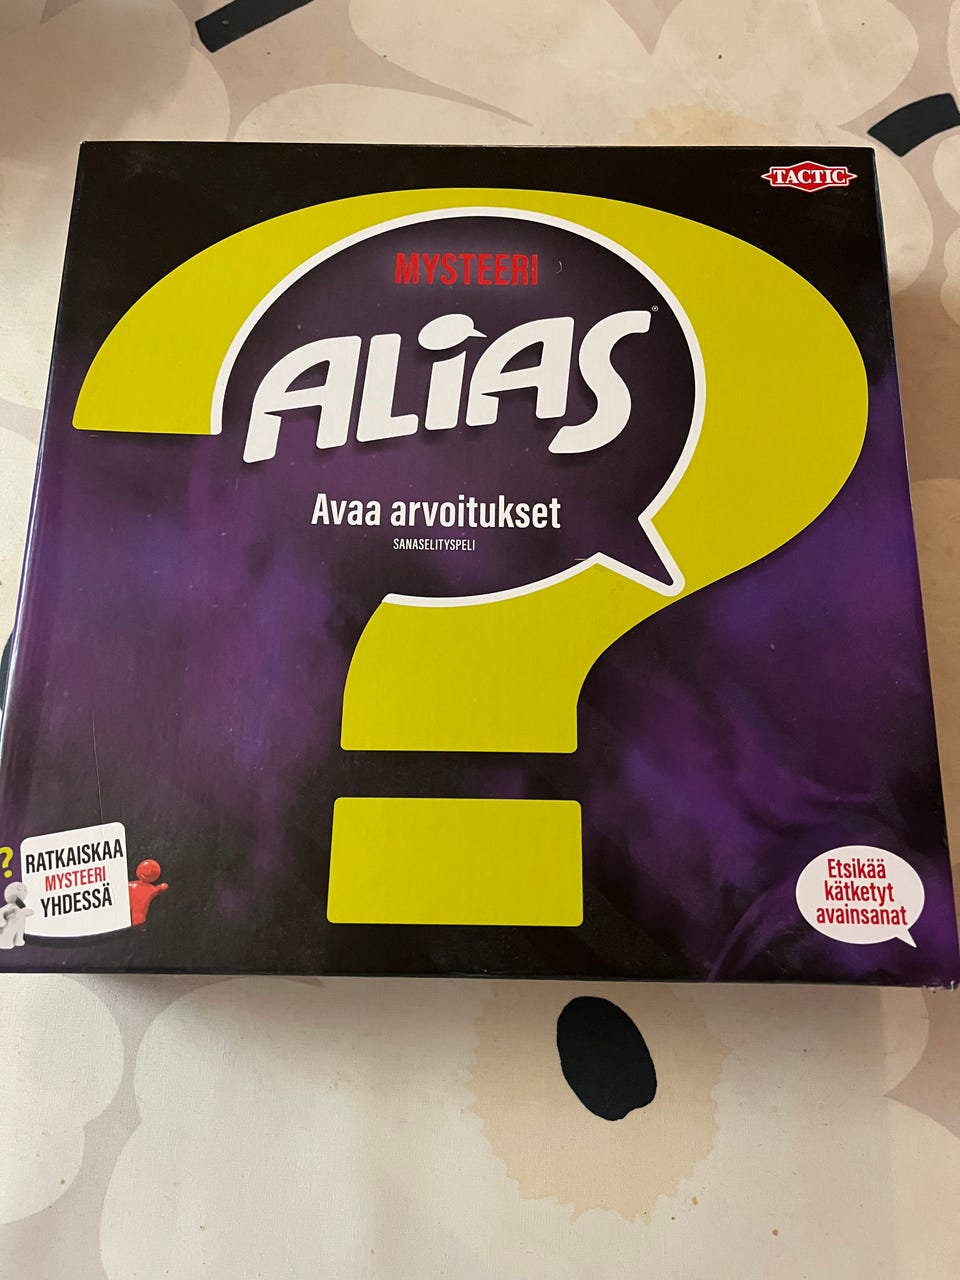 TACTIC
MYSTEERI
ALIAS®
Avaa arvoitukset
SANASELITYSPELI
?
RATKAISKAA
MYSTEERI
YHDESSÄ
Etsikää
kätketyt
avainsanat